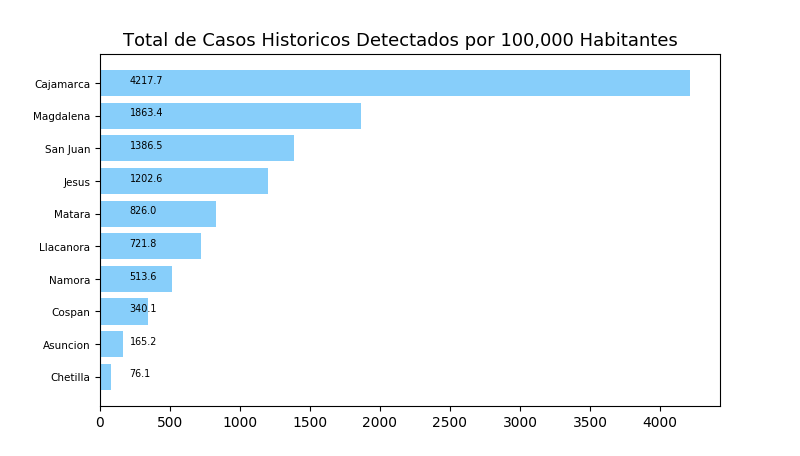 Total de Casos Historicos Detectados por 100,000 Habitantes
Cajamarca 4217.7
Magdalena 1863.4
San Juan 1386.5
Jesus 1202.6
Matara 826.0
Llacanora 721.8
Namora 513.6
Cospan 340.1
Asuncion 165.2
Chetilla 76.1
0 500 1000 1500 2000 2500 3000 3500 4000